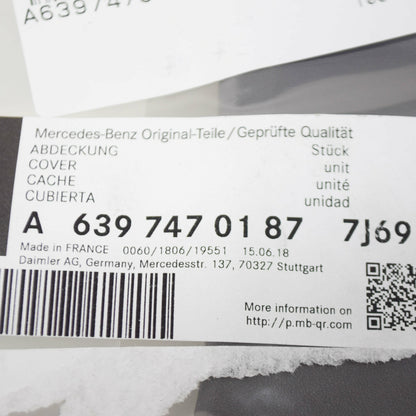 A639747
Mercedes-Benz Original-Teile/Geprüfte Qualität
ABDECKUNG Stück
COVER unit
CACHE unité
CUBIERTA unidad
A 639 747 01 87 7J69
Made in FRANCE 0060/1806/19551 15.06.18
Daimler AG, Germany, Mercedesstr. 137, 70327 Stuttgart
More information on
http://p.mb-qr.com